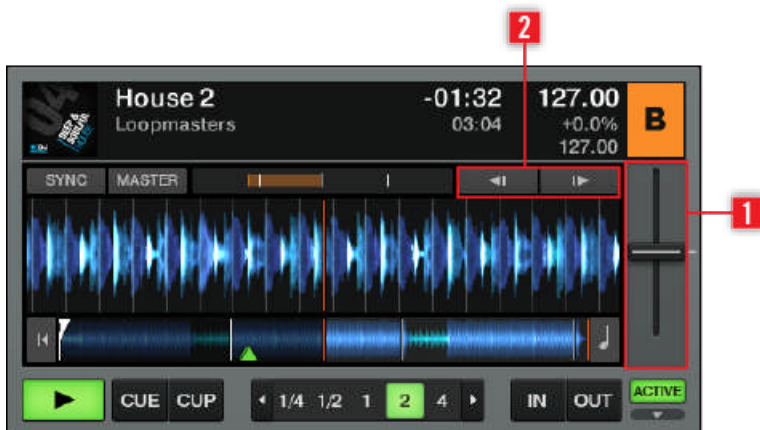 2
House 2
-01:32
127.00
B
Loopmasters
03:04
+0.0%
127.00
SYNC
MASTER
1
CUE
CUP
1/4
1/2
1
2
4
IN
OUT
ACTIVE